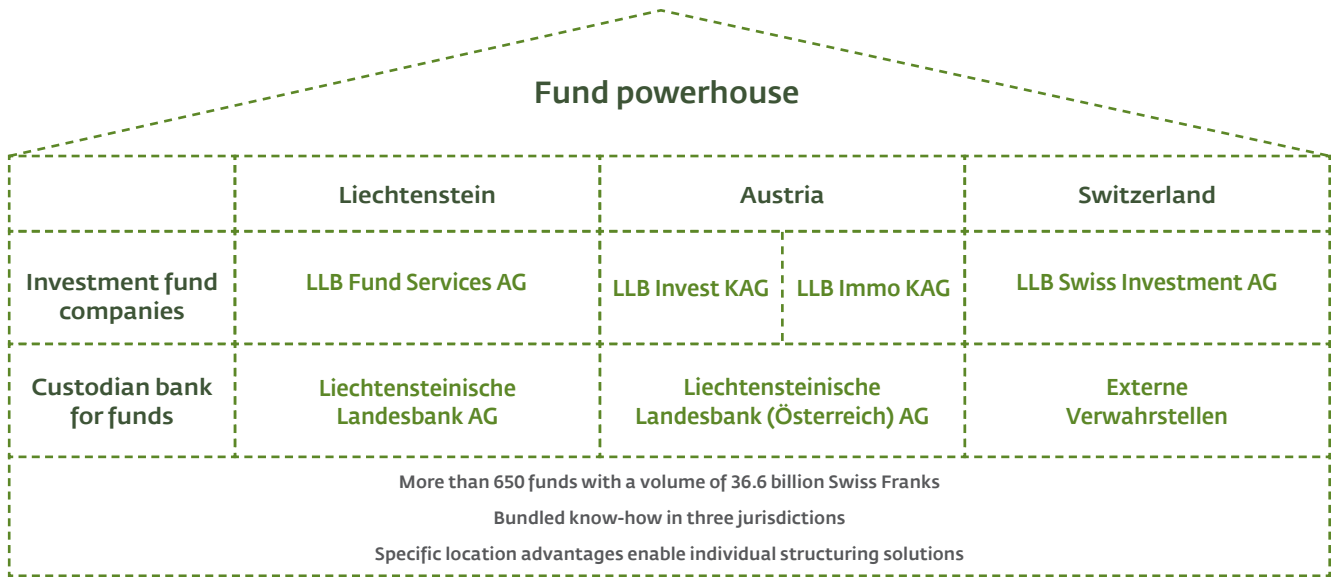 Fund powerhouse
Liechtenstein
Austria
Switzerland
Investment fund
companies
LLB Fund Services AG
LLB Invest KAG
LLB Immo KAG
LLB Swiss Investment AG
Custodian bank
for funds
Liechtensteinische
Landesbank AG
Liechtensteinische
Landesbank (Österreich) AG
Externe
Verwahrstellen
More than 650 funds with a volume of 36.6 billion Swiss Franks
Bundled know-how in three jurisdictions
Specific location advantages enable individual structuring solutions